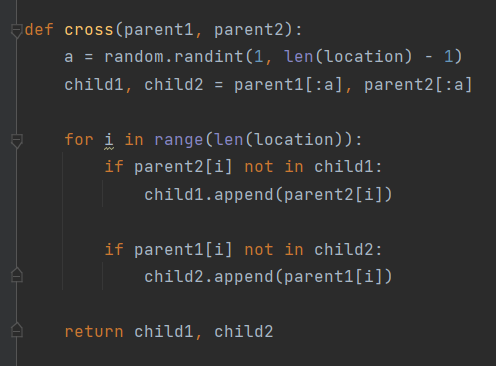 def cross(parent1, parent2):
    a = random.randint(1, len(location) - 1)
    child1, child2 = parent1[:a], parent2[:a]

    for i in range(len(location)):
        if parent2[i] not in child1:
            child1.append(parent2[i])

        if parent1[i] not in child2:
            child2.append(parent1[i])

    return child1, child2